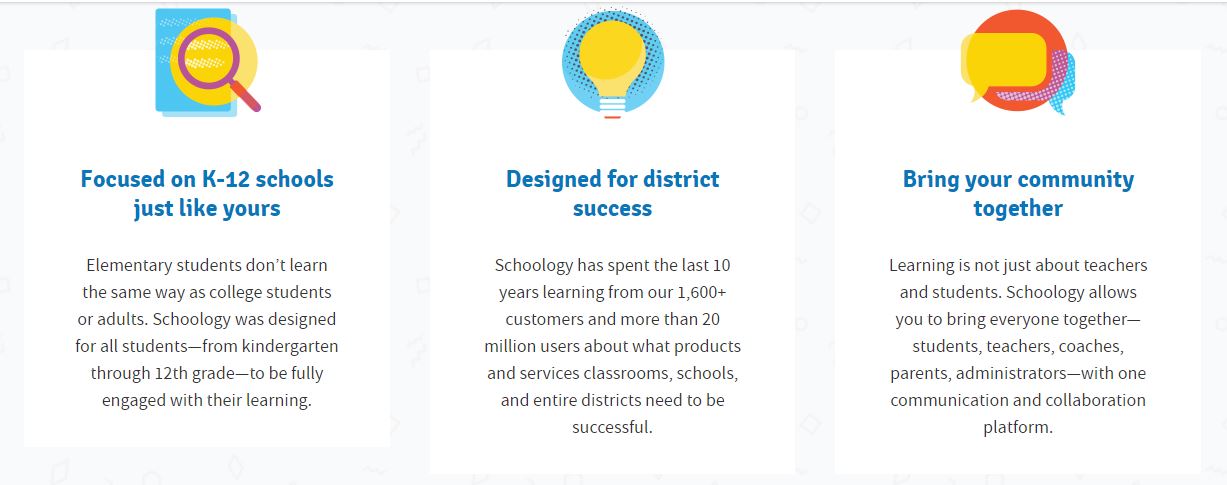 Focused on K-12 schools
just like yours
Elementary students don’t learn
the same way as college students
or adults. Schoology was designed
for all students—from kindergarten
through 12th grade—to be fully
engaged with their learning.
Designed for district
success
Schoology has spent the last 10
years learning from our 1,600+
customers and more than 20
million users about what products
and services classrooms, schools,
and entire districts need to be
successful.
Bring your community
together
Learning is not just about teachers
and students. Schoology allows
you to bring everyone together—
students, teachers, coaches,
parents, administrators—with one
communication and collaboration
platform.